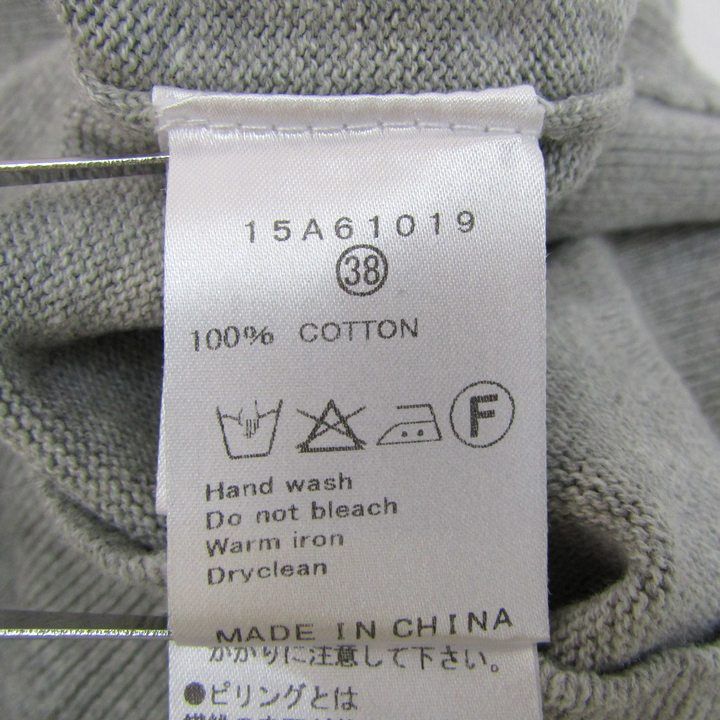 15A61019
38
100% COTTON
F
Hand wash
Do not bleach
Warm iron
Dryclean
MADE IN CHINA
かかりに注意して下さい。
●ピリングとは